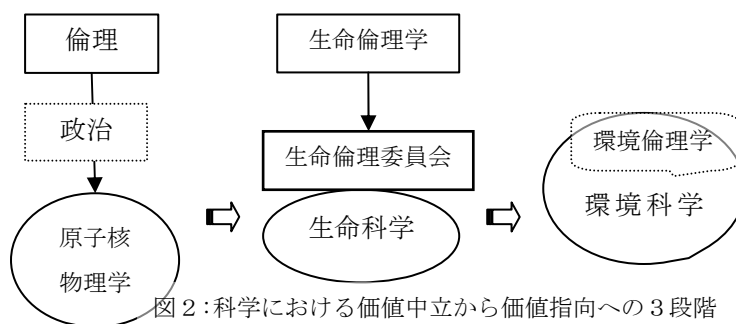 倫理
政治
原子核
物理学
生命倫理学
生命倫理委員会
生命科学
環境倫理学
環境科学
図2:科学における価値中立から価値指向への3段階